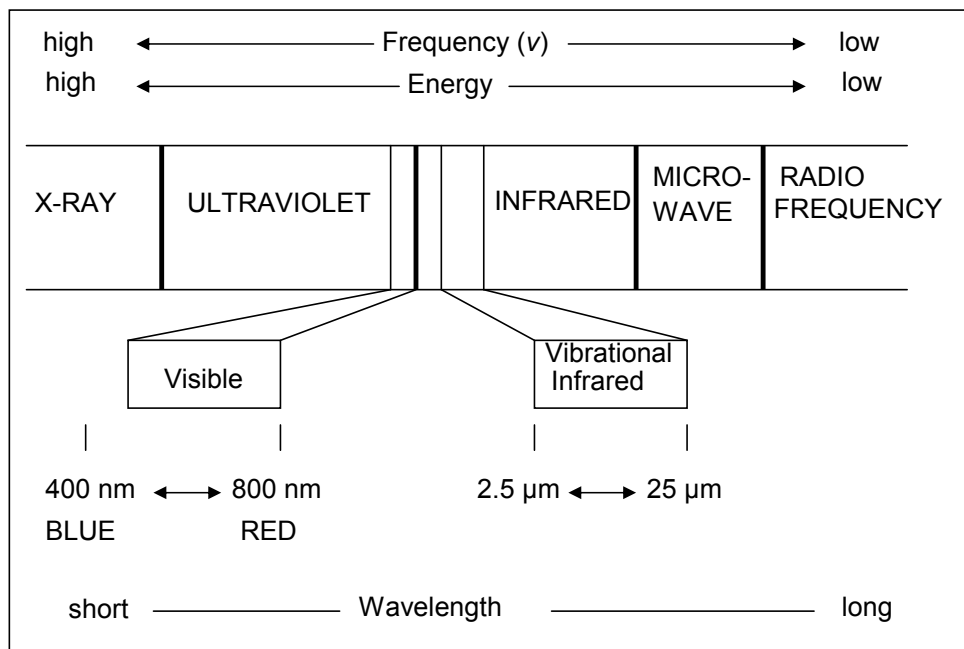 high Frequency (v) low
high Energy low
X-RAY ULTRAVIOLET INFRARED MICRO-
WAVE RADIO
FREQUENCY
Visible
Vibrational
Infrared
400 nm 800 nm 2.5 µm 25 µm
BLUE RED
short Wavelength long